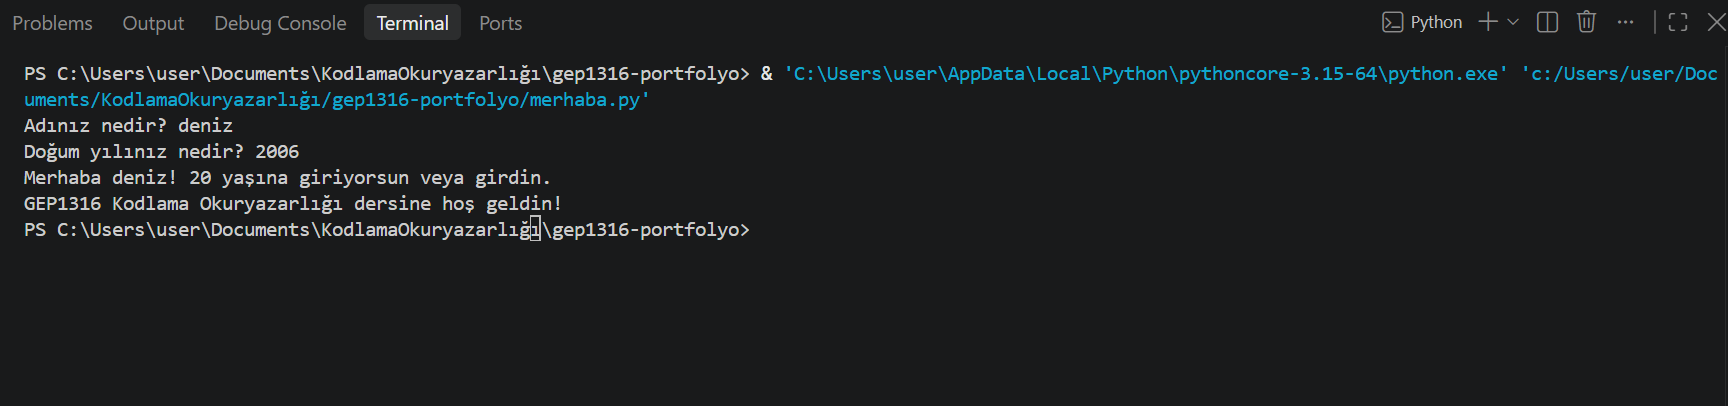 Problems Output Debug Console Terminal Ports Python
PS C:\Users\user\Documents\KodlamaOkuryazarlığı\gep1316-portfolyo> & 'C:\Users\user\AppData\Local\Python\pythoncore-3.15-64\python.exe' 'c:/Users/user/Doc
uments/KodlamaOkuryazarlığı/gep1316-portfolyo/merhaba.py'
Adınız nedir? deniz
Doğum yılınız nedir? 2006
Merhaba deniz! 20 yaşına giriyorsun veya girdin.
GEP1316 Kodlama Okuryazarlığı dersine hoş geldin!
PS C:\Users\user\Documents\KodlamaOkuryazarlığı\gep1316-portfolyo>